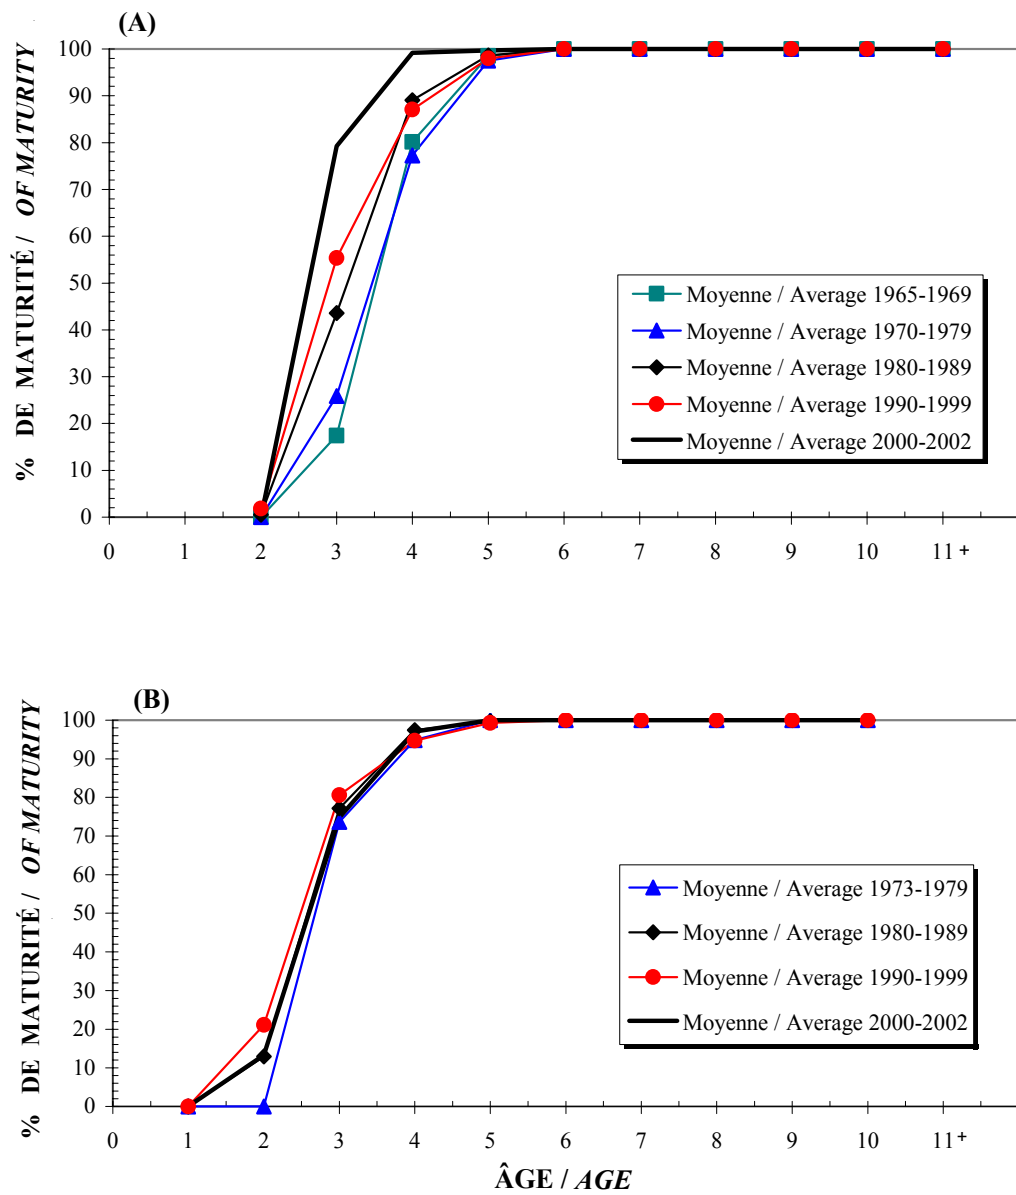 (A)
% DE MATURITÉ / OF MATURITY
100
90
80
70
60
50
40
30
20
10
0
0 1 2 3 4 5 6 7 8 9 10 11+
Moyenne / Average 1965-1969
Moyenne / Average 1970-1979
Moyenne / Average 1980-1989
Moyenne / Average 1990-1999
Moyenne / Average 2000-2002
(B)
% DE MATURITÉ / OF MATURITY
100
90
80
70
60
50
40
30
20
10
0
0 1 2 3 4 5 6 7 8 9 10 11+
Moyenne / Average 1973-1979
Moyenne / Average 1980-1989
Moyenne / Average 1990-1999
Moyenne / Average 2000-2002
ÂGE / AGE